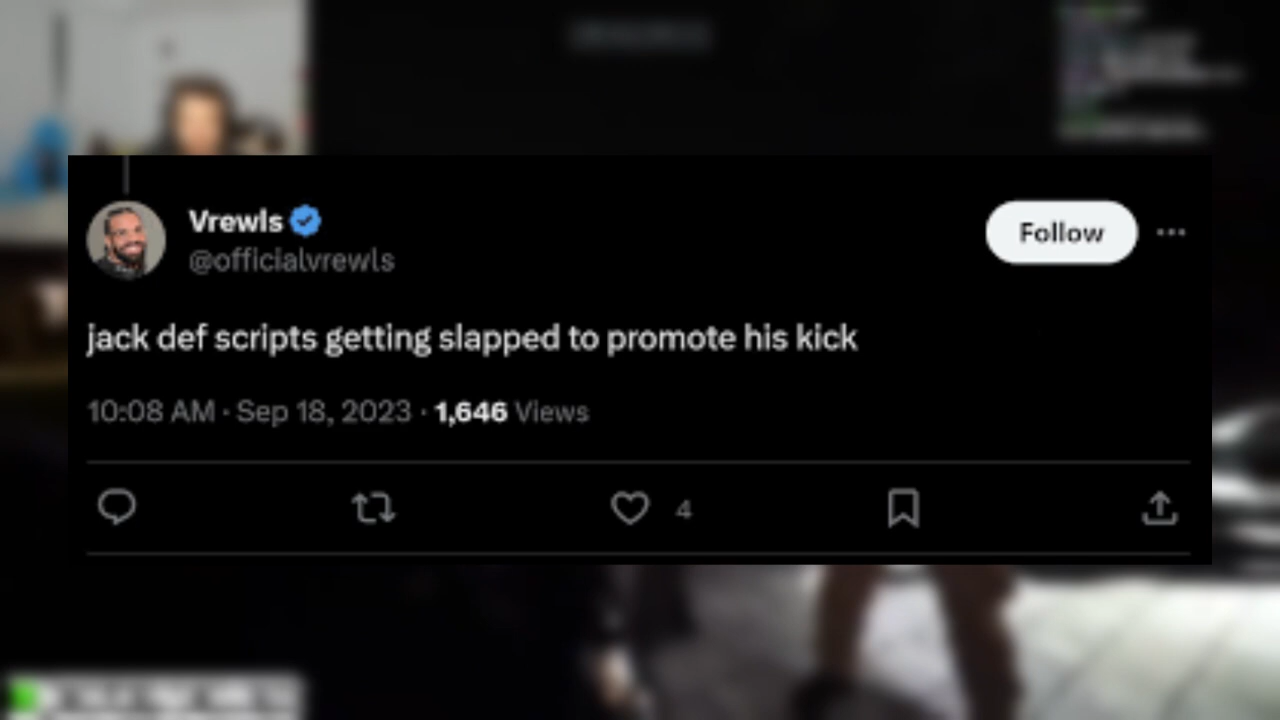 Vrewls
@officialvrewls
Follow
jack def scripts getting slapped to promote his kick
10:08 AM · Sep 18, 2023 · 1,646 Views
4